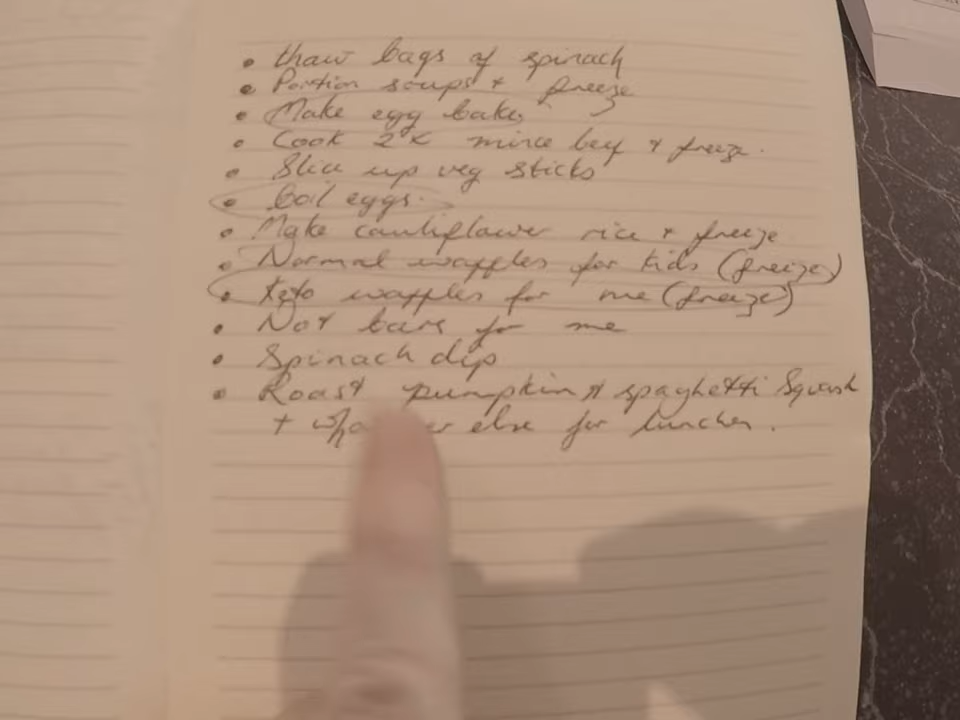 • thaw bags of spinach
• Portion soups + freeze
• Make egg bake
• Cook 2x mince beef + freeze.
• Slice up veg sticks
• boil eggs.
• Make cauliflower rice + freeze
• Normal waffles for kids (freeze)
• Keto waffles for me (freeze)
• Nut bars for me
• Spinach dip
• Roast pumpkin & spaghetti Squash
+ else for lunches.